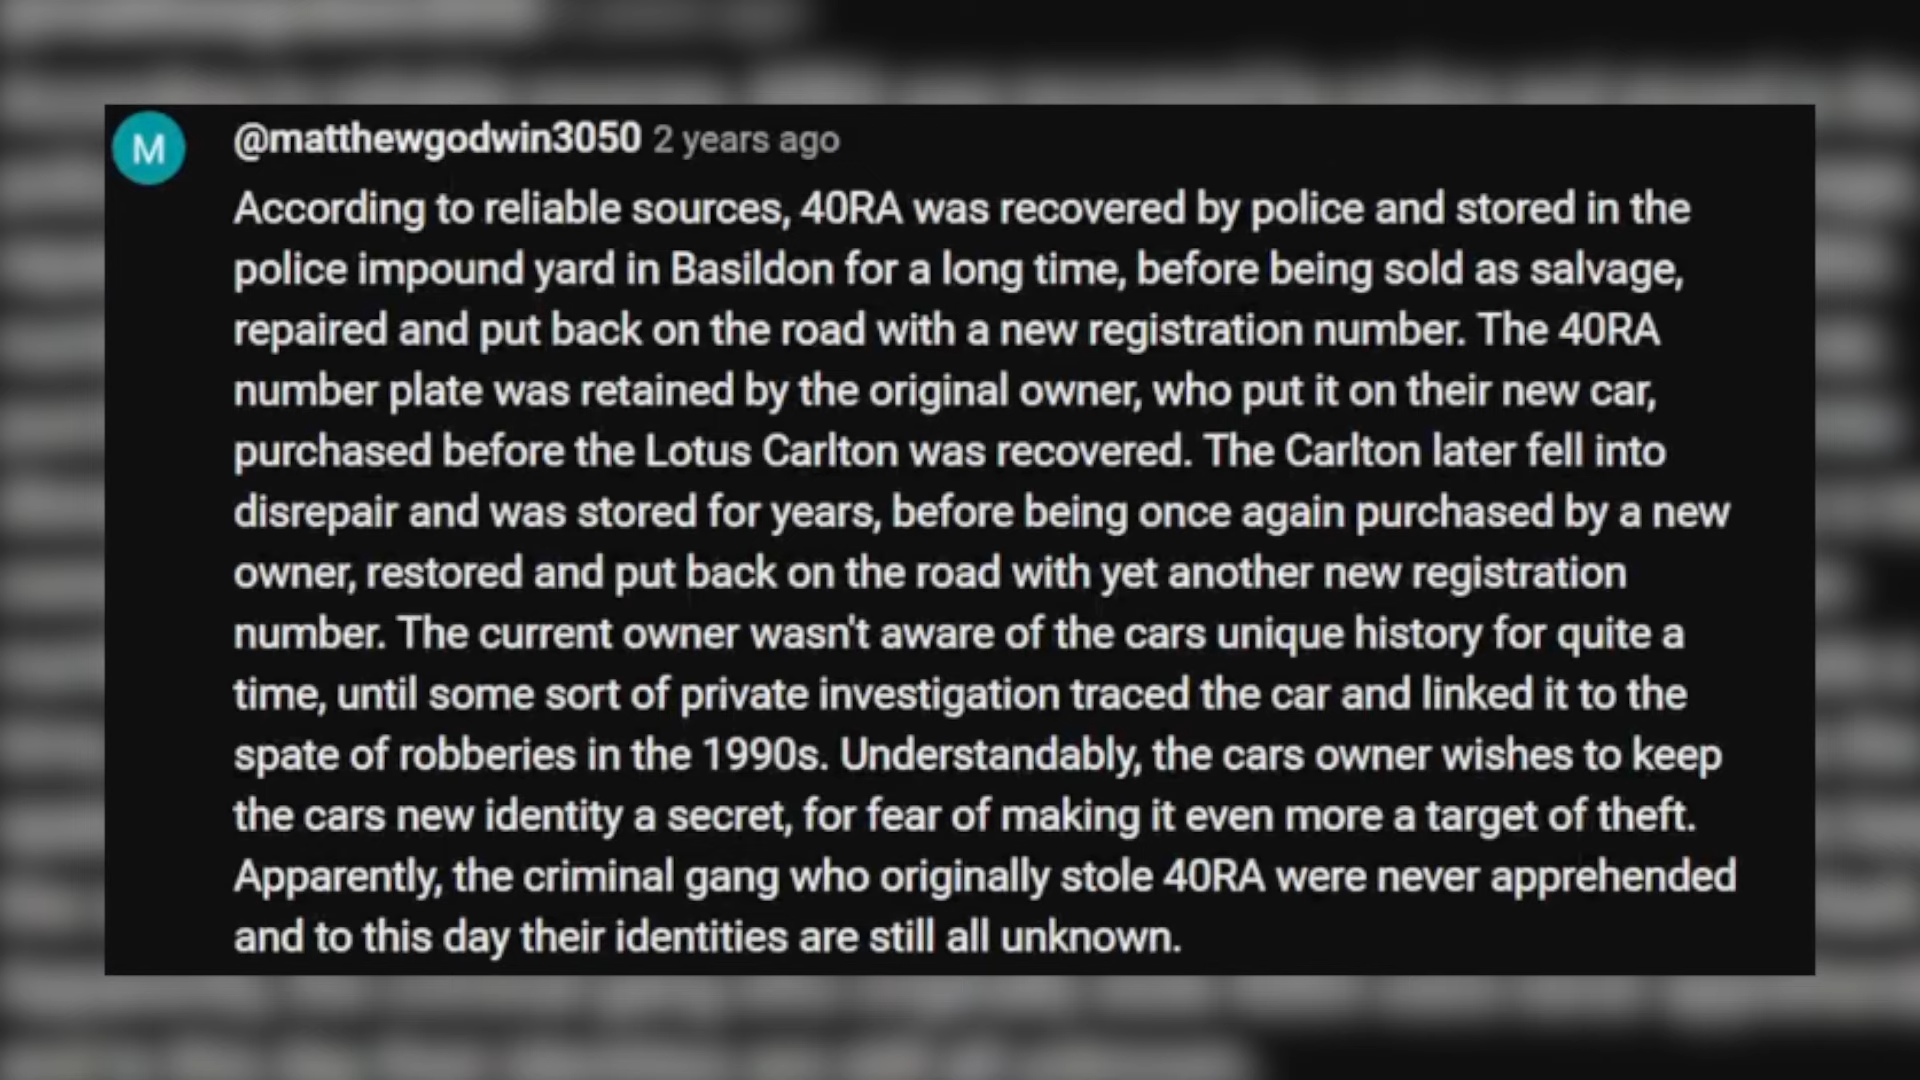 M
@matthewgodwin3050 2 years ago
According to reliable sources, 40RA was recovered by police and stored in the
police impound yard in Basildon for a long time, before being sold as salvage,
repaired and put back on the road with a new registration number. The 40RA
number plate was retained by the original owner, who put it on their new car,
purchased before the Lotus Carlton was recovered. The Carlton later fell into
disrepair and was stored for years, before being once again purchased by a new
owner, restored and put back on the road with yet another new registration
number. The current owner wasn't aware of the cars unique history for quite a
time, until some sort of private investigation traced the car and linked it to the
spate of robberies in the 1990s. Understandably, the cars owner wishes to keep
the cars new identity a secret, for fear of making it even more a target of theft.
Apparently, the criminal gang who originally stole 40RA were never apprehended
and to this day their identities are still all unknown.